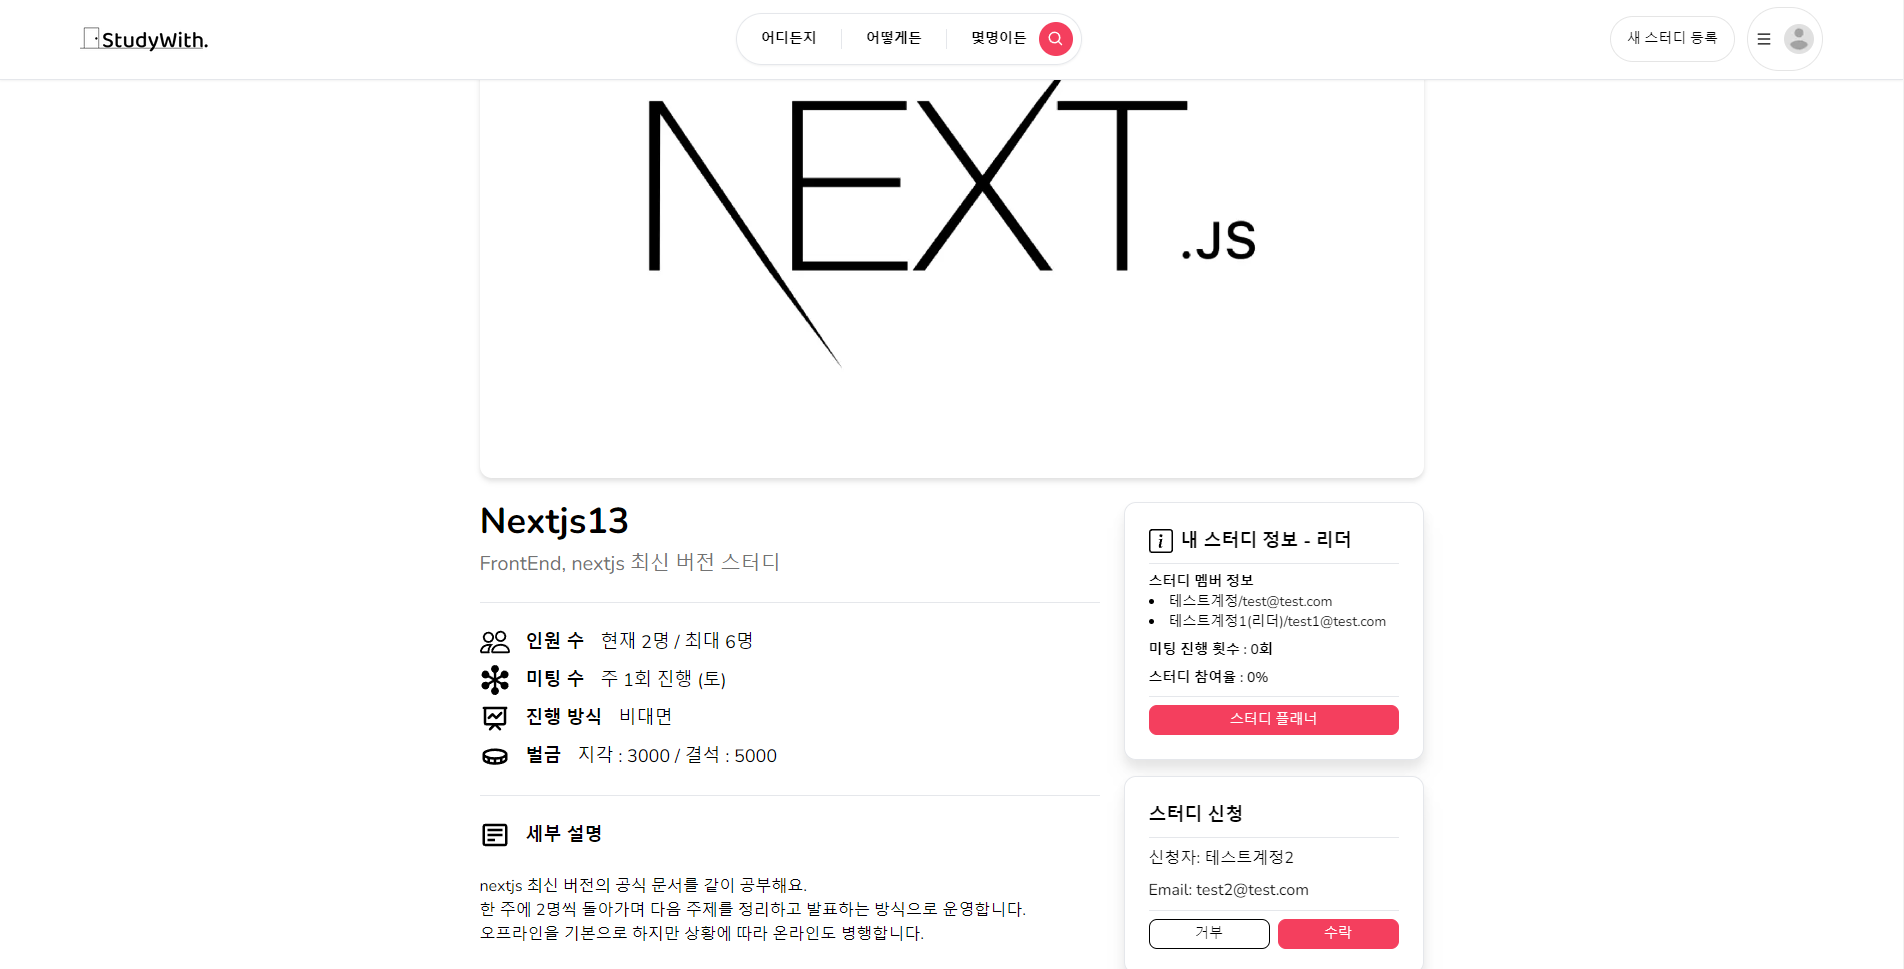 StudyWith.
어디든지
어떻게든
몇명이든
새 스터디 등록
NEXT.JS
Nextjs13
FrontEnd, nextjs 최신 버전 스터디
인원 수 현재 2명 / 최대 6명
미팅 수 주 1회 진행 (토)
진행 방식 비대면
벌금 지각 : 3000 / 결석 : 5000
세부 설명
nextjs 최신 버전의 공식 문서를 같이 공부해요.
한 주에 2명씩 돌아가며 다음 주제를 정리하고 발표하는 방식으로 운영합니다.
오프라인을 기본으로 하지만 상황에 따라 온라인도 병행합니다.
내 스터디 정보 - 리더
스터디 멤버 정보
• 테스트계정/test@test.com
• 테스트계정1(리더)/test1@test.com
미팅 진행 횟수 : 0회
스터디 참여율 : 0%
스터디 플래너
스터디 신청
신청자: 테스트계정2
Email: test2@test.com
거부
수락